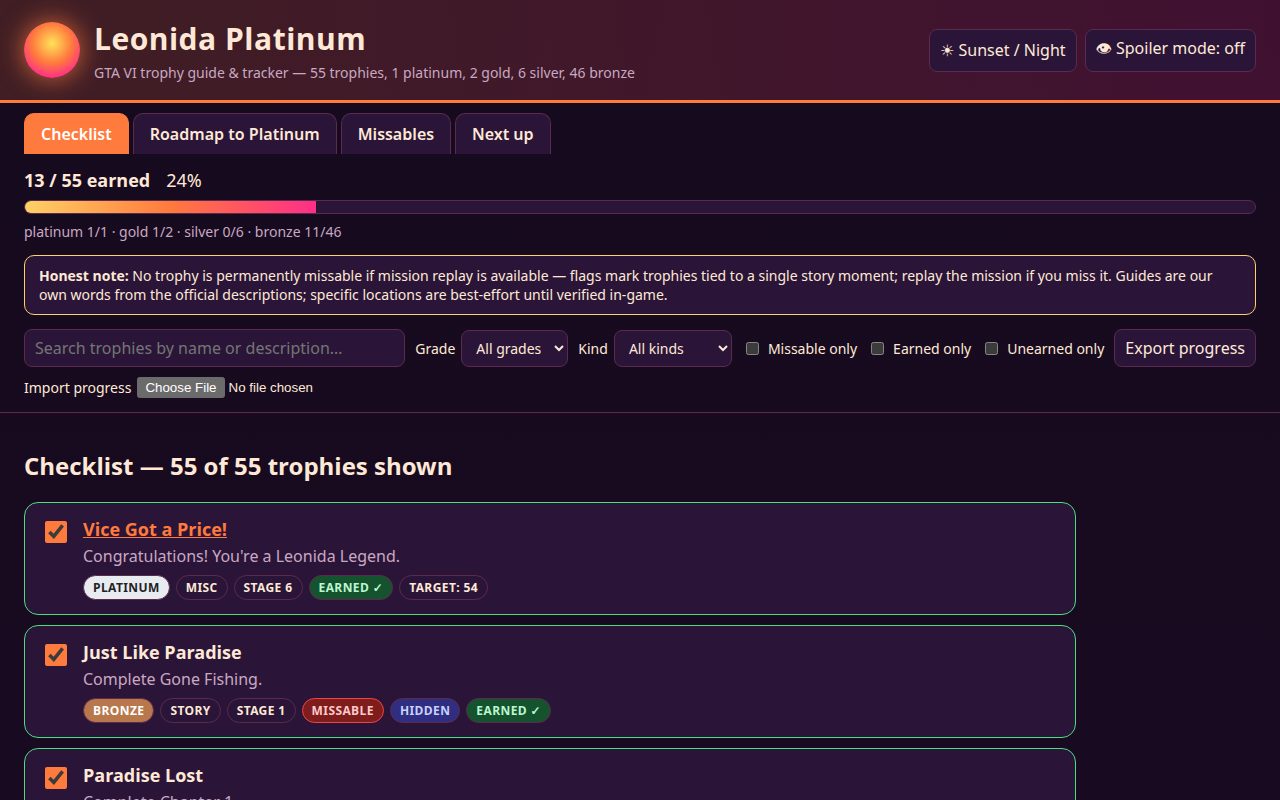 Leonida Platinum
GTA VI trophy guide & tracker — 55 trophies, 1 platinum, 2 gold, 6 silver, 46 bronze
☀ Sunset / Night
👁 Spoiler mode: off
Checklist
Roadmap to Platinum
Missables
Next up
13 / 55 earned 24%
platinum 1/1 · gold 1/2 · silver 0/6 · bronze 11/46
Honest note: No trophy is permanently missable if mission replay is available — flags mark trophies tied to a single story moment; replay the mission if you miss it. Guides are our
own words from the official descriptions; specific locations are best-effort until verified in-game.
Search trophies by name or description...
Grade All grades
Kind All kinds
Missable only
Earned only
Unearned only
Export progress
Import progress Choose File No file chosen
Checklist — 55 of 55 trophies shown
Vice Got a Price!
Congratulations! You're a Leonida Legend.
PLATINUM MISC STAGE 6 EARNED ✓ TARGET: 54
Just Like Paradise
Complete Gone Fishing.
BRONZE STORY STAGE 1 MISSABLE HIDDEN EARNED ✓
Paradise Lost
Complete Chapter 1.